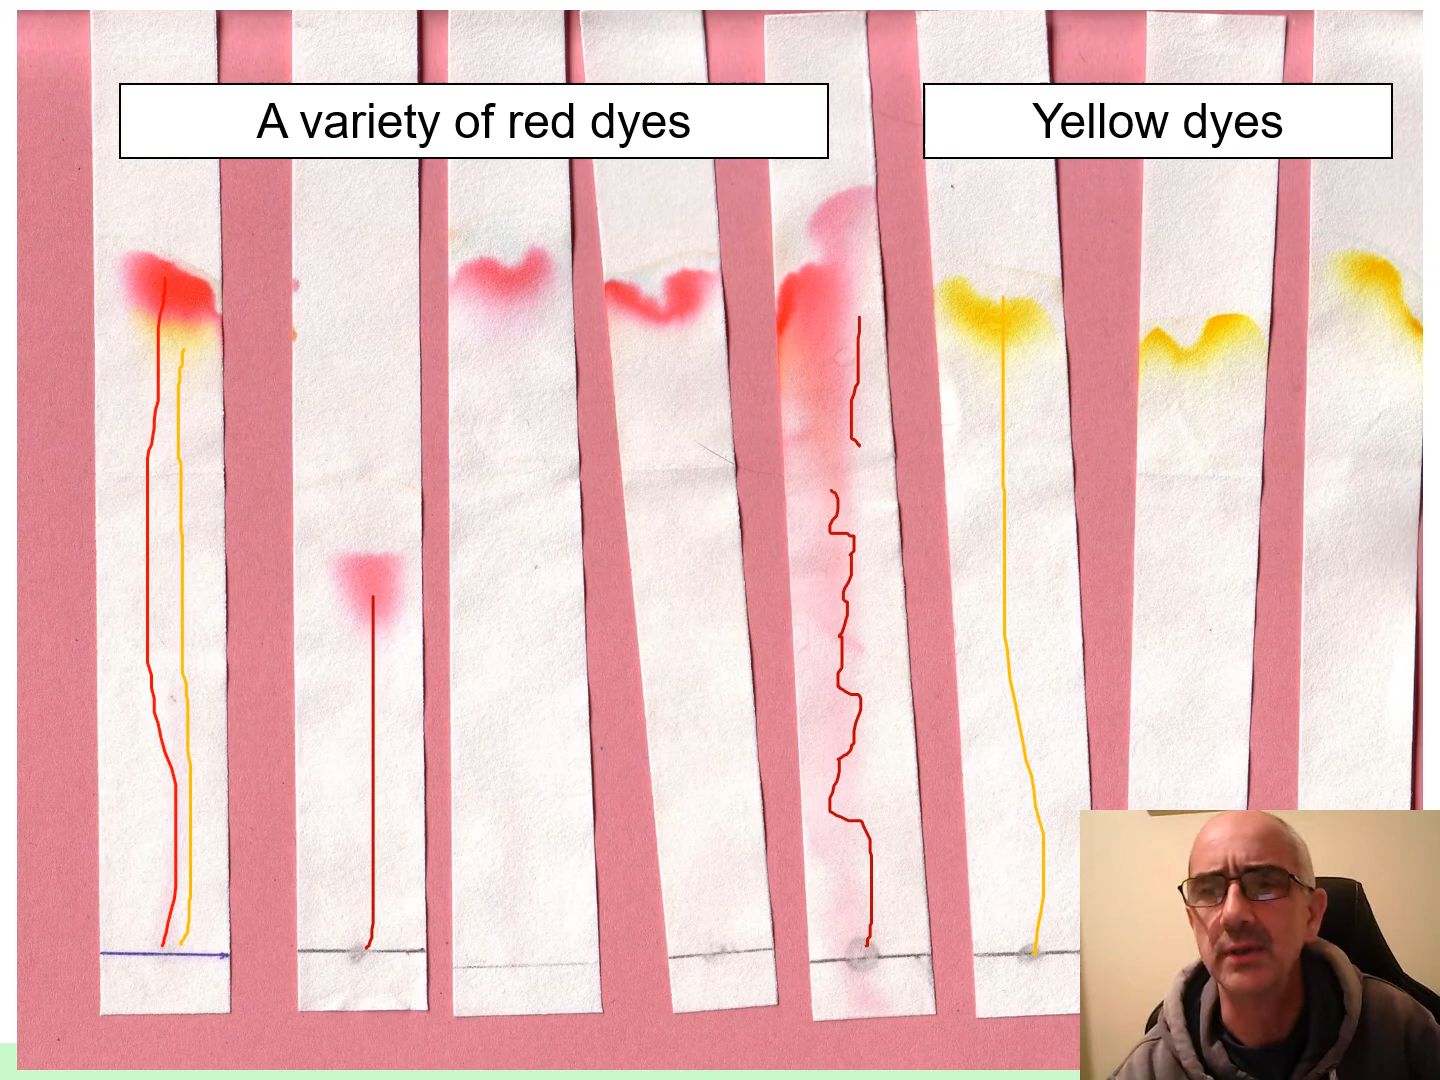 A variety of red dyes
Yellow dyes